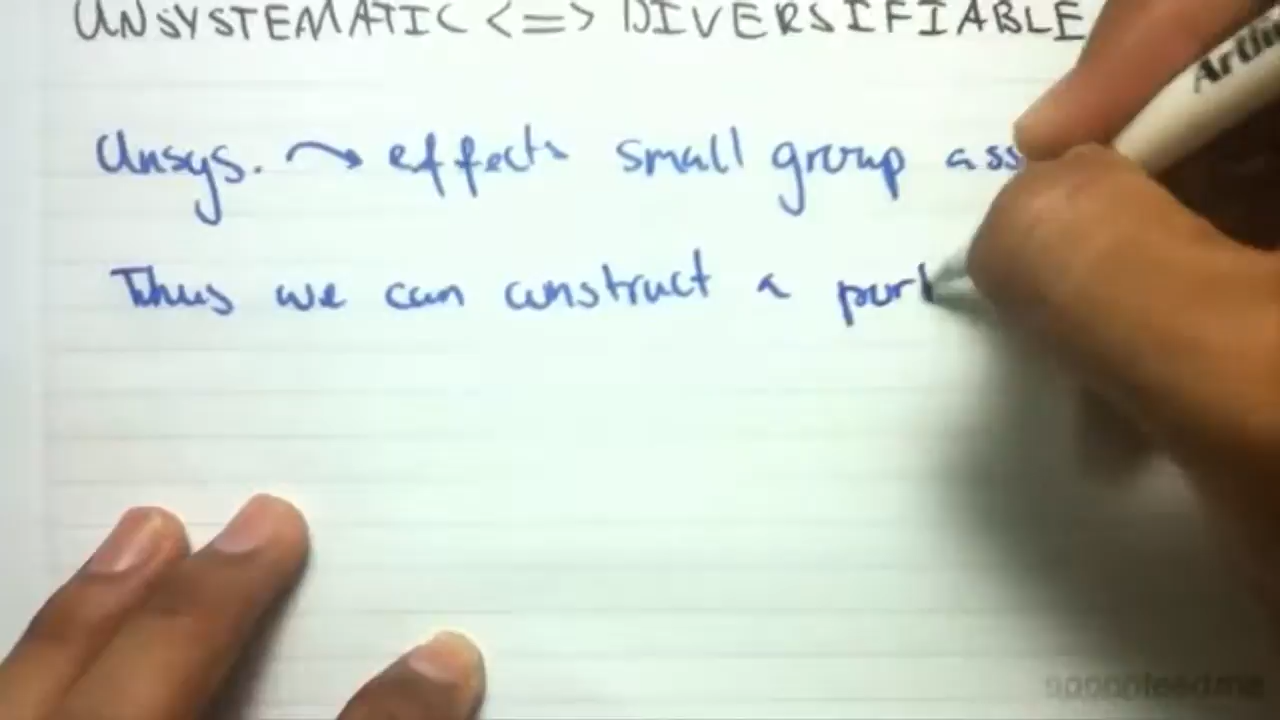 UNSYSTEMATIC <=> DIVERSIFIABLE
Unsys. → effects small group ass
Thus we can construct a port